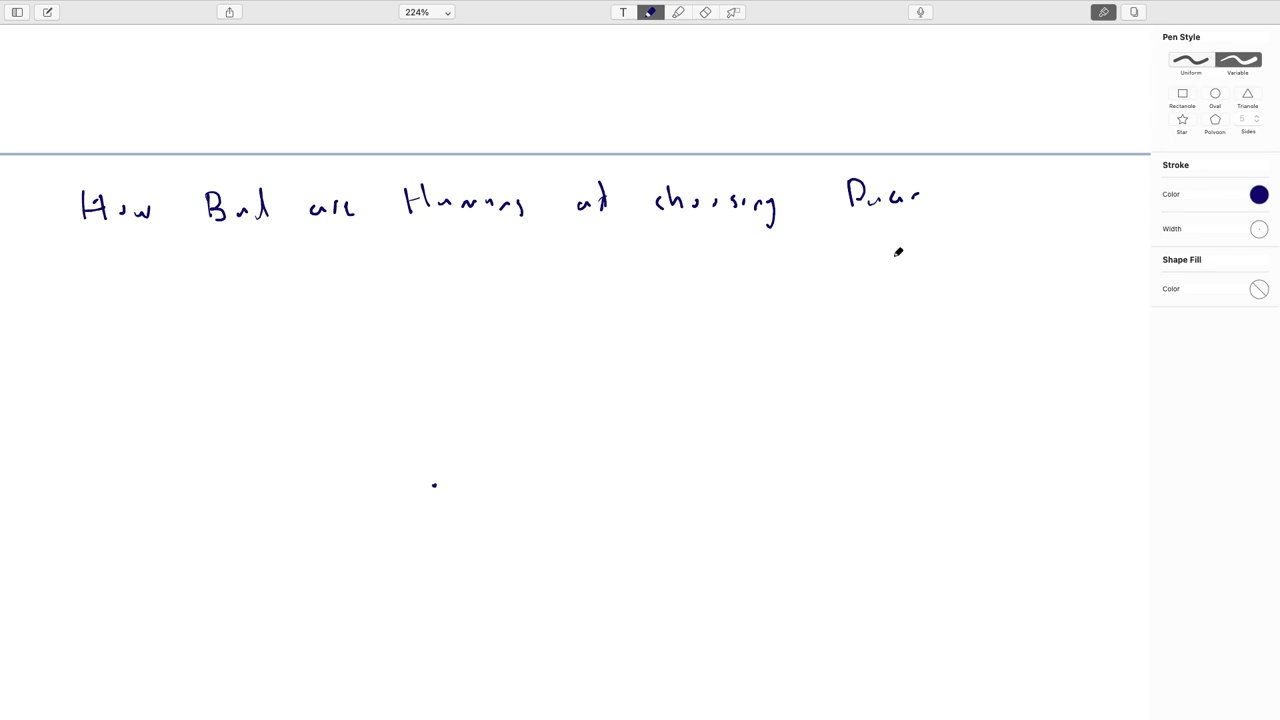 224%
T
Pen Style
Uniform Variable
Rectangle Oval Triangle
5
Star Polygon Sides
Stroke
Color
Width
Shape Fill
Color
How Bad are Humans at choosing